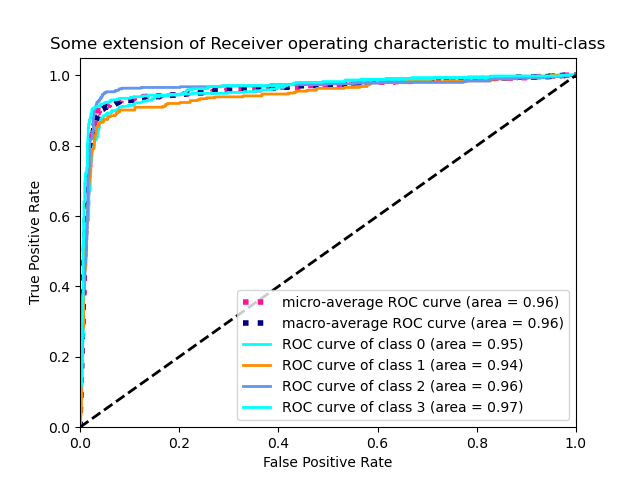 Some extension of Receiver operating characteristic to multi-class
True Positive Rate
1.0
0.8
0.6
0.4
0.2
0.0
micro-average ROC curve (area = 0.96)
macro-average ROC curve (area = 0.96)
ROC curve of class 0 (area = 0.95)
ROC curve of class 1 (area = 0.94)
ROC curve of class 2 (area = 0.96)
ROC curve of class 3 (area = 0.97)
0.0 0.2 0.4 0.6 0.8 1.0
False Positive Rate